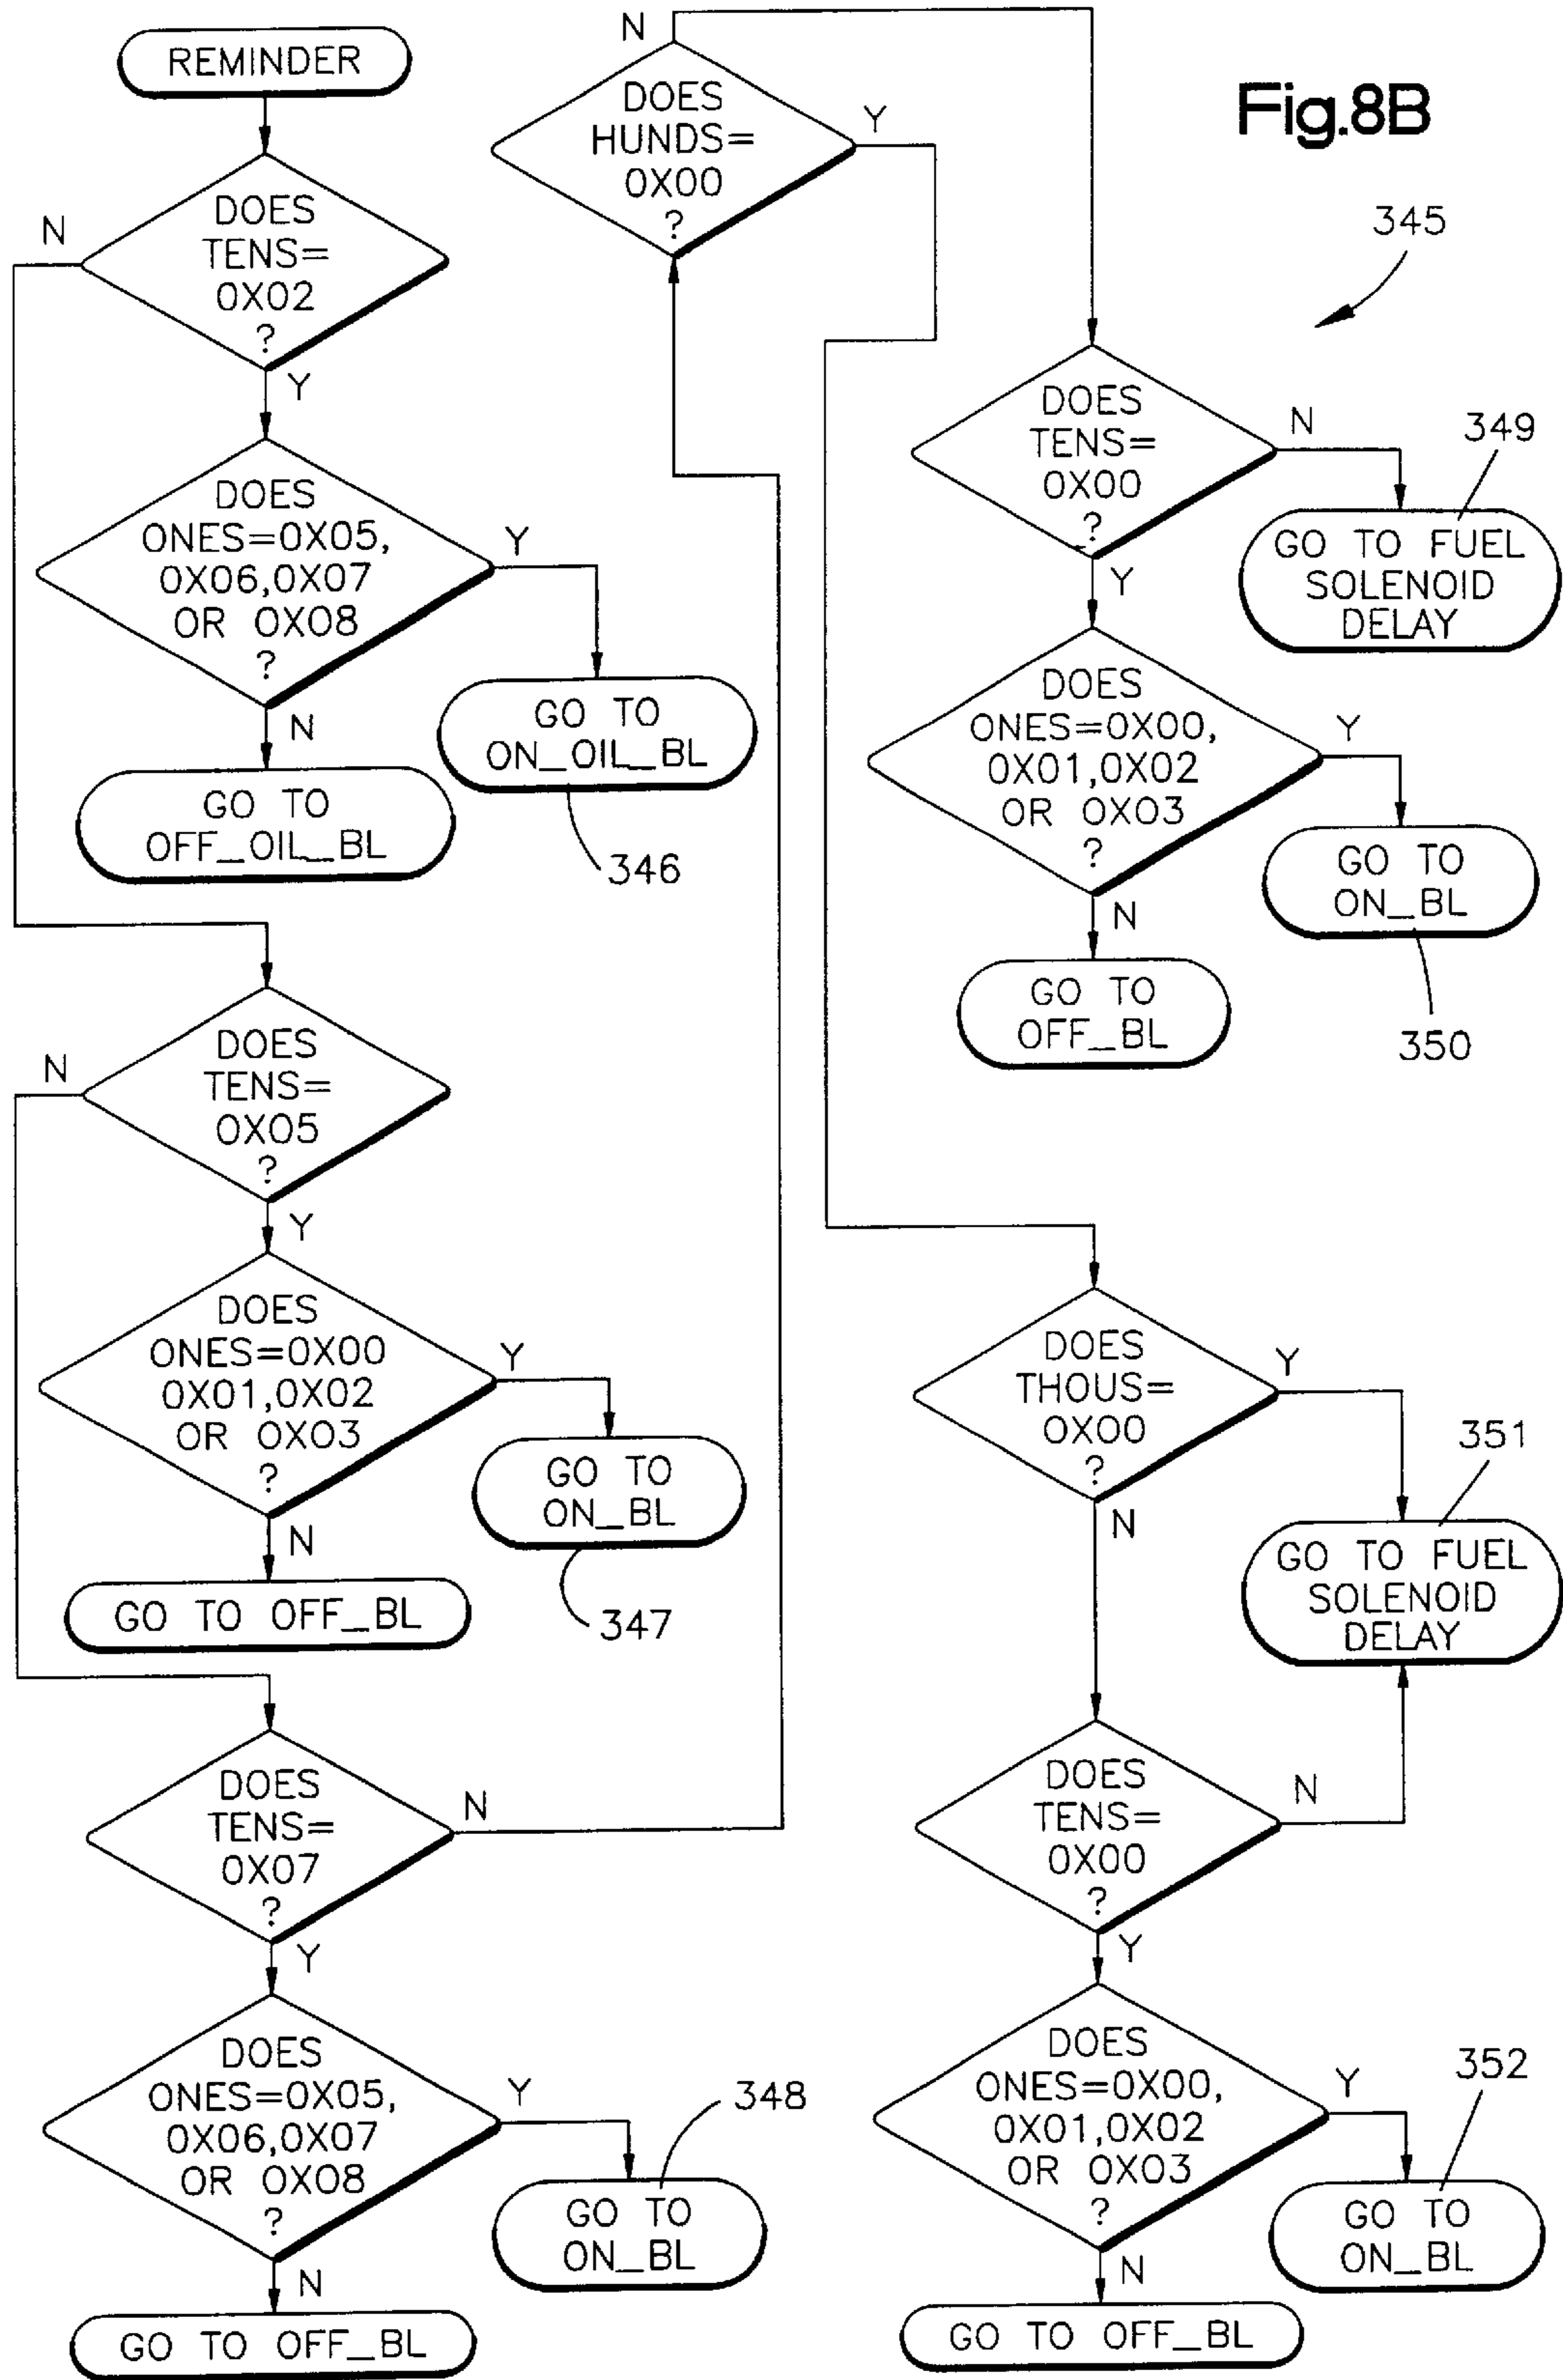 Fig.8B
REMINDER
DOES
TENS=
0X02
?
N
Y
DOES
ONES=0X05,
0X06,0X07
OR 0X08
?
Y
N
GO TO
ON_OIL_BL
346
GO TO
OFF_OIL_BL
DOES
TENS=
0X05
?
N
Y
DOES
ONES=0X00
0X01,0X02
OR 0X03
?
Y
N
GO TO
ON_BL
347
GO TO OFF_BL
DOES
TENS=
0X07
?
N
Y
DOES
ONES=0X05,
0X06,0X07
OR 0X08
?
Y
N
348
GO TO
ON_BL
GO TO OFF_BL
N
DOES
HUNDS=
0X00
?
Y
345
DOES
TENS=
0X00
?
N
Y
349
GO TO FUEL
SOLENOID
DELAY
DOES
ONES=0X00,
0X01,0X02
OR 0X03
?
Y
N
GO TO
ON_BL
350
GO TO
OFF_BL
DOES
THOUS=
0X00
?
Y
N
351
GO TO FUEL
SOLENOID
DELAY
DOES
TENS=
0X00
?
N
Y
DOES
ONES=0X00,
0X01,0X02
OR 0X03
?
Y
N
352
GO TO
ON_BL
GO TO OFF_BL